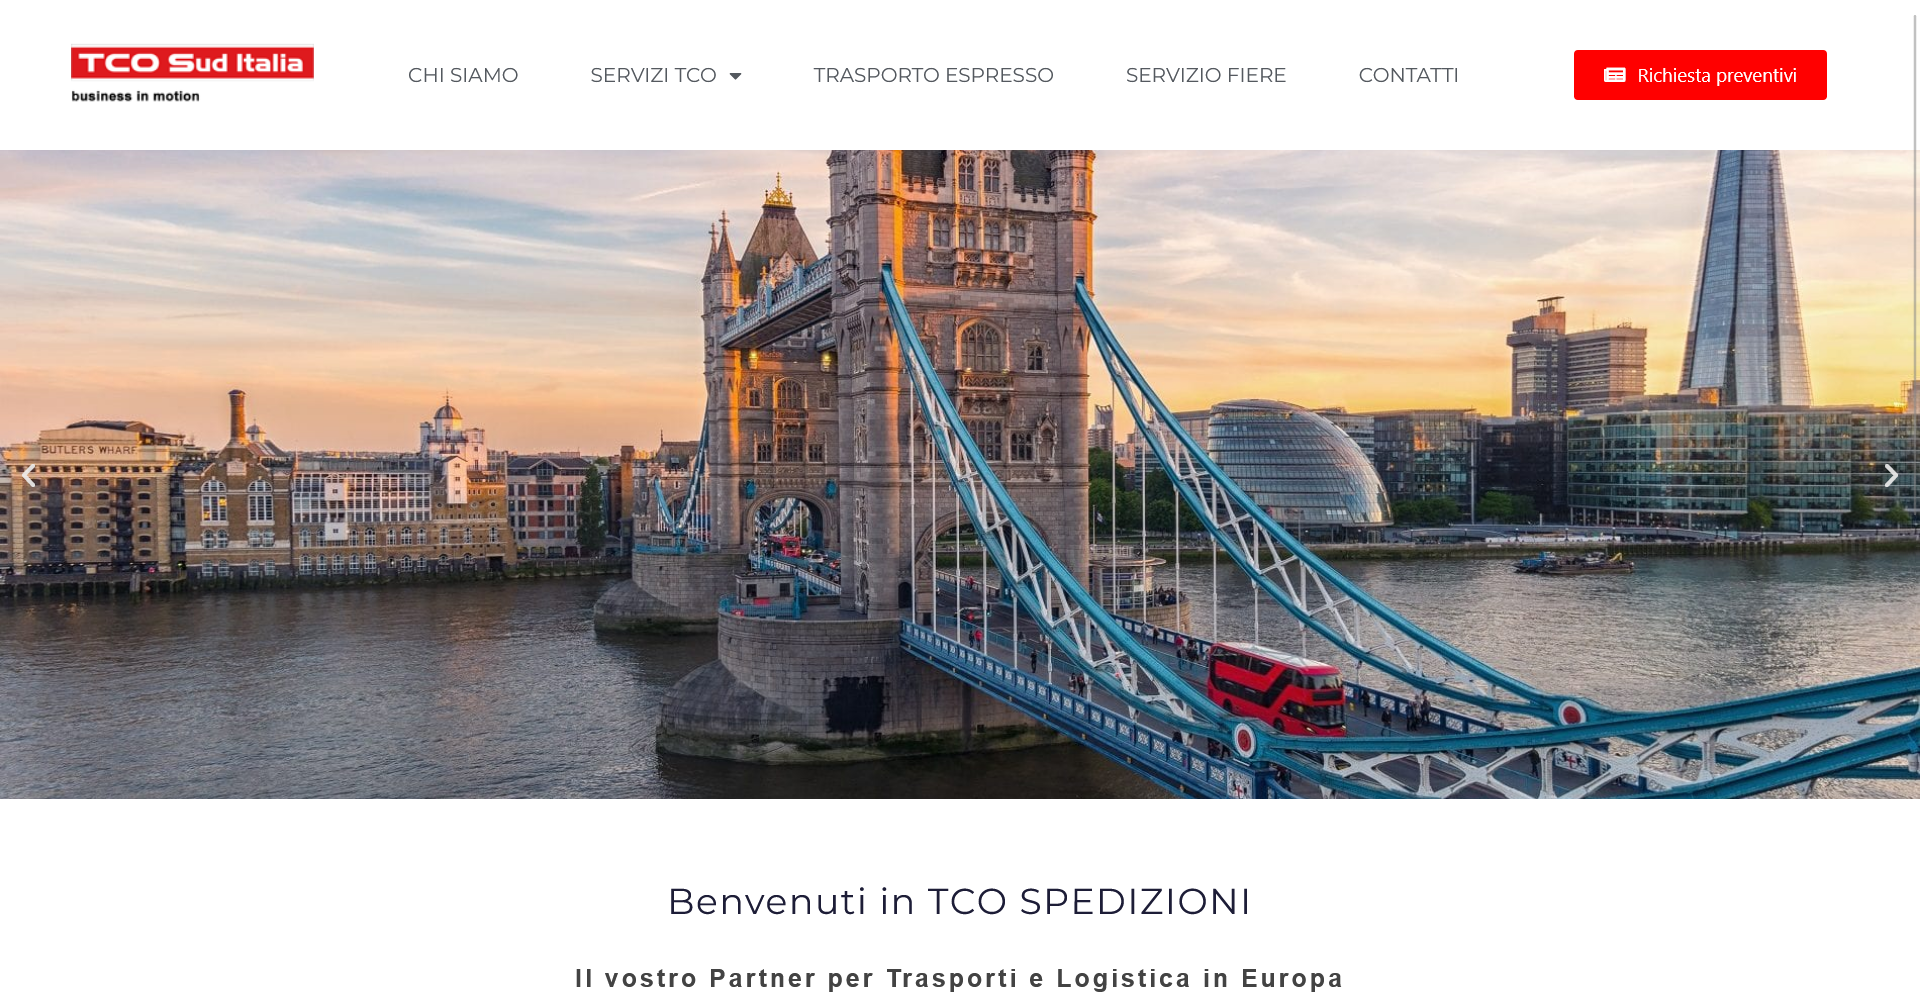 TCO Sud Italia
business in motion
CHI SIAMO
SERVIZI TCO
TRASPORTO ESPRESSO
SERVIZIO FIERE
CONTATTI
Richiesta preventivi
BUTLERS WHARF
Benvenuti in TCO SPEDIZIONI
Il vostro Partner per Trasporti e Logistica in Europa